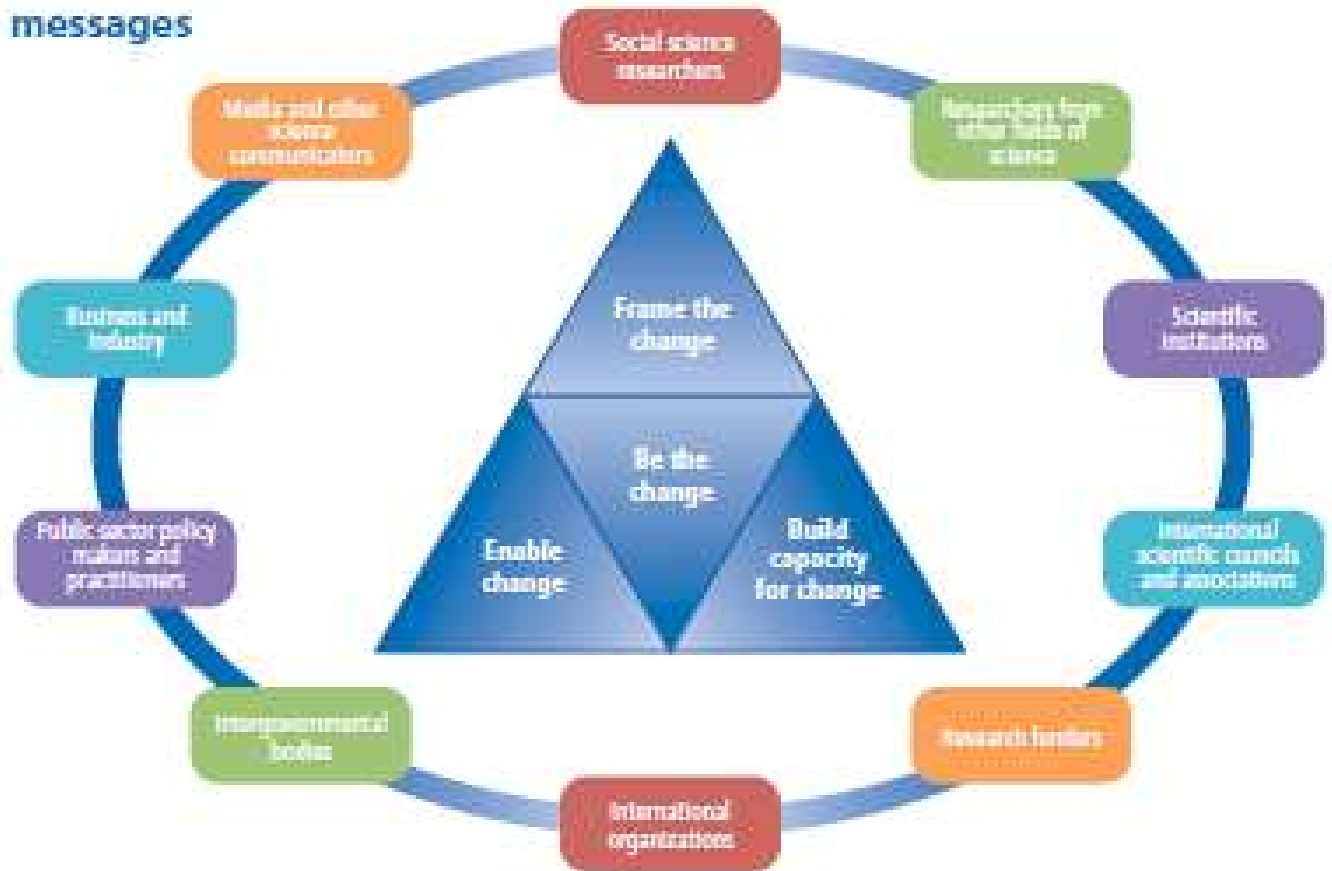 messages
Social science
researchers
Media and other
science
communicators
Researchers from
other fields of
science
Business and
industry
Scientific
institutions
Frame the
change
Be the
change
Enable
change
Build
capacity
for change
Public-sector policy
makers and
practitioners
International
scientific councils
and associations
Intergovernmental
bodies
Research funders
International
organizations